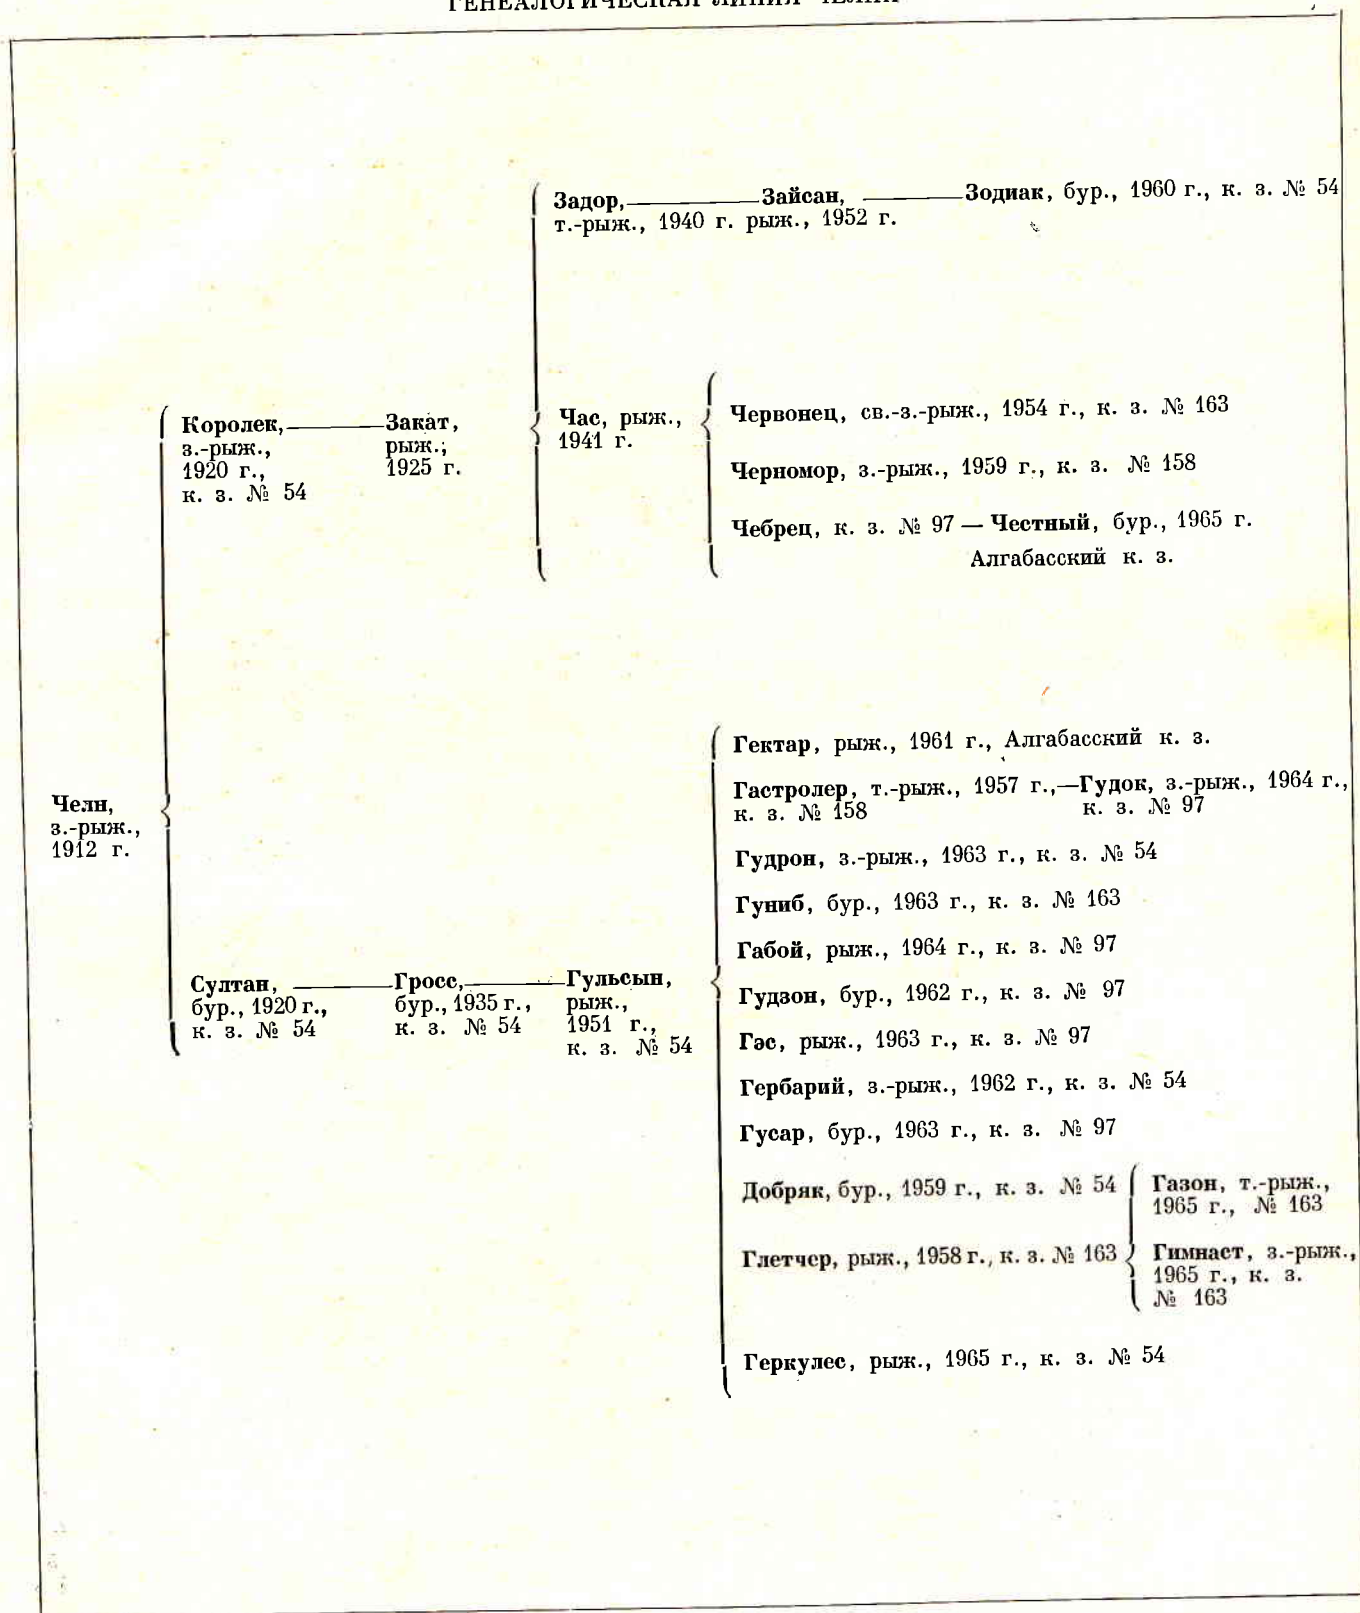 ГЕНЕАЛОГИЧЕСКАЯ ЛИНИЯ ЧЕЛНА
Задор, Зайсан, Зодиак, бур., 1960 г., к. з. № 54
т.-рыж., 1940 г. рыж., 1952 г.
Королек, Закат,
з.-рыж., рыж.;
1920 г., 1925 г.
к. з. № 54
Час, рыж.,
1941 г.
Червонец, св.-з.-рыж., 1954 г., к. з. № 163
Черномор, з.-рыж., 1959 г., к. з. № 158
Чебрец, к. з. № 97 — Честный, бур., 1965 г.
Алгабасский к. з.
Челн,
з.-рыж.,
1912 г.
Султан, Гросс, Гульсын,
бур., 1920 г., бур., 1935 г., рыж.,
к. з. № 54 к. з. № 54 1951 г.,
к. з. № 54
Гектар, рыж., 1961 г., Алгабасский к. з.
Гастролер, т.-рыж., 1957 г.,—Гудок, з.-рыж., 1964 г.,
к. з. № 158 к. з. № 97
Гудрон, з.-рыж., 1963 г., к. з. № 54
Гуниб, бур., 1963 г., к. з. № 163
Габой, рыж., 1964 г., к. з. № 97
Гудзон, бур., 1962 г., к. з. № 97
Гэс, рыж., 1963 г., к. з. № 97
Гербарий, з.-рыж., 1962 г., к. з. № 54
Гусар, бур., 1963 г., к. з. № 97
Добряк, бур., 1959 г., к. з. № 54
Газон, т.-рыж.,
1965 г., № 163
Глетчер, рыж., 1958 г., к. з. № 163
Гимнаст, з.-рыж.,
1965 г., к. з.
№ 163
Геркулес, рыж., 1965 г., к. з. № 54